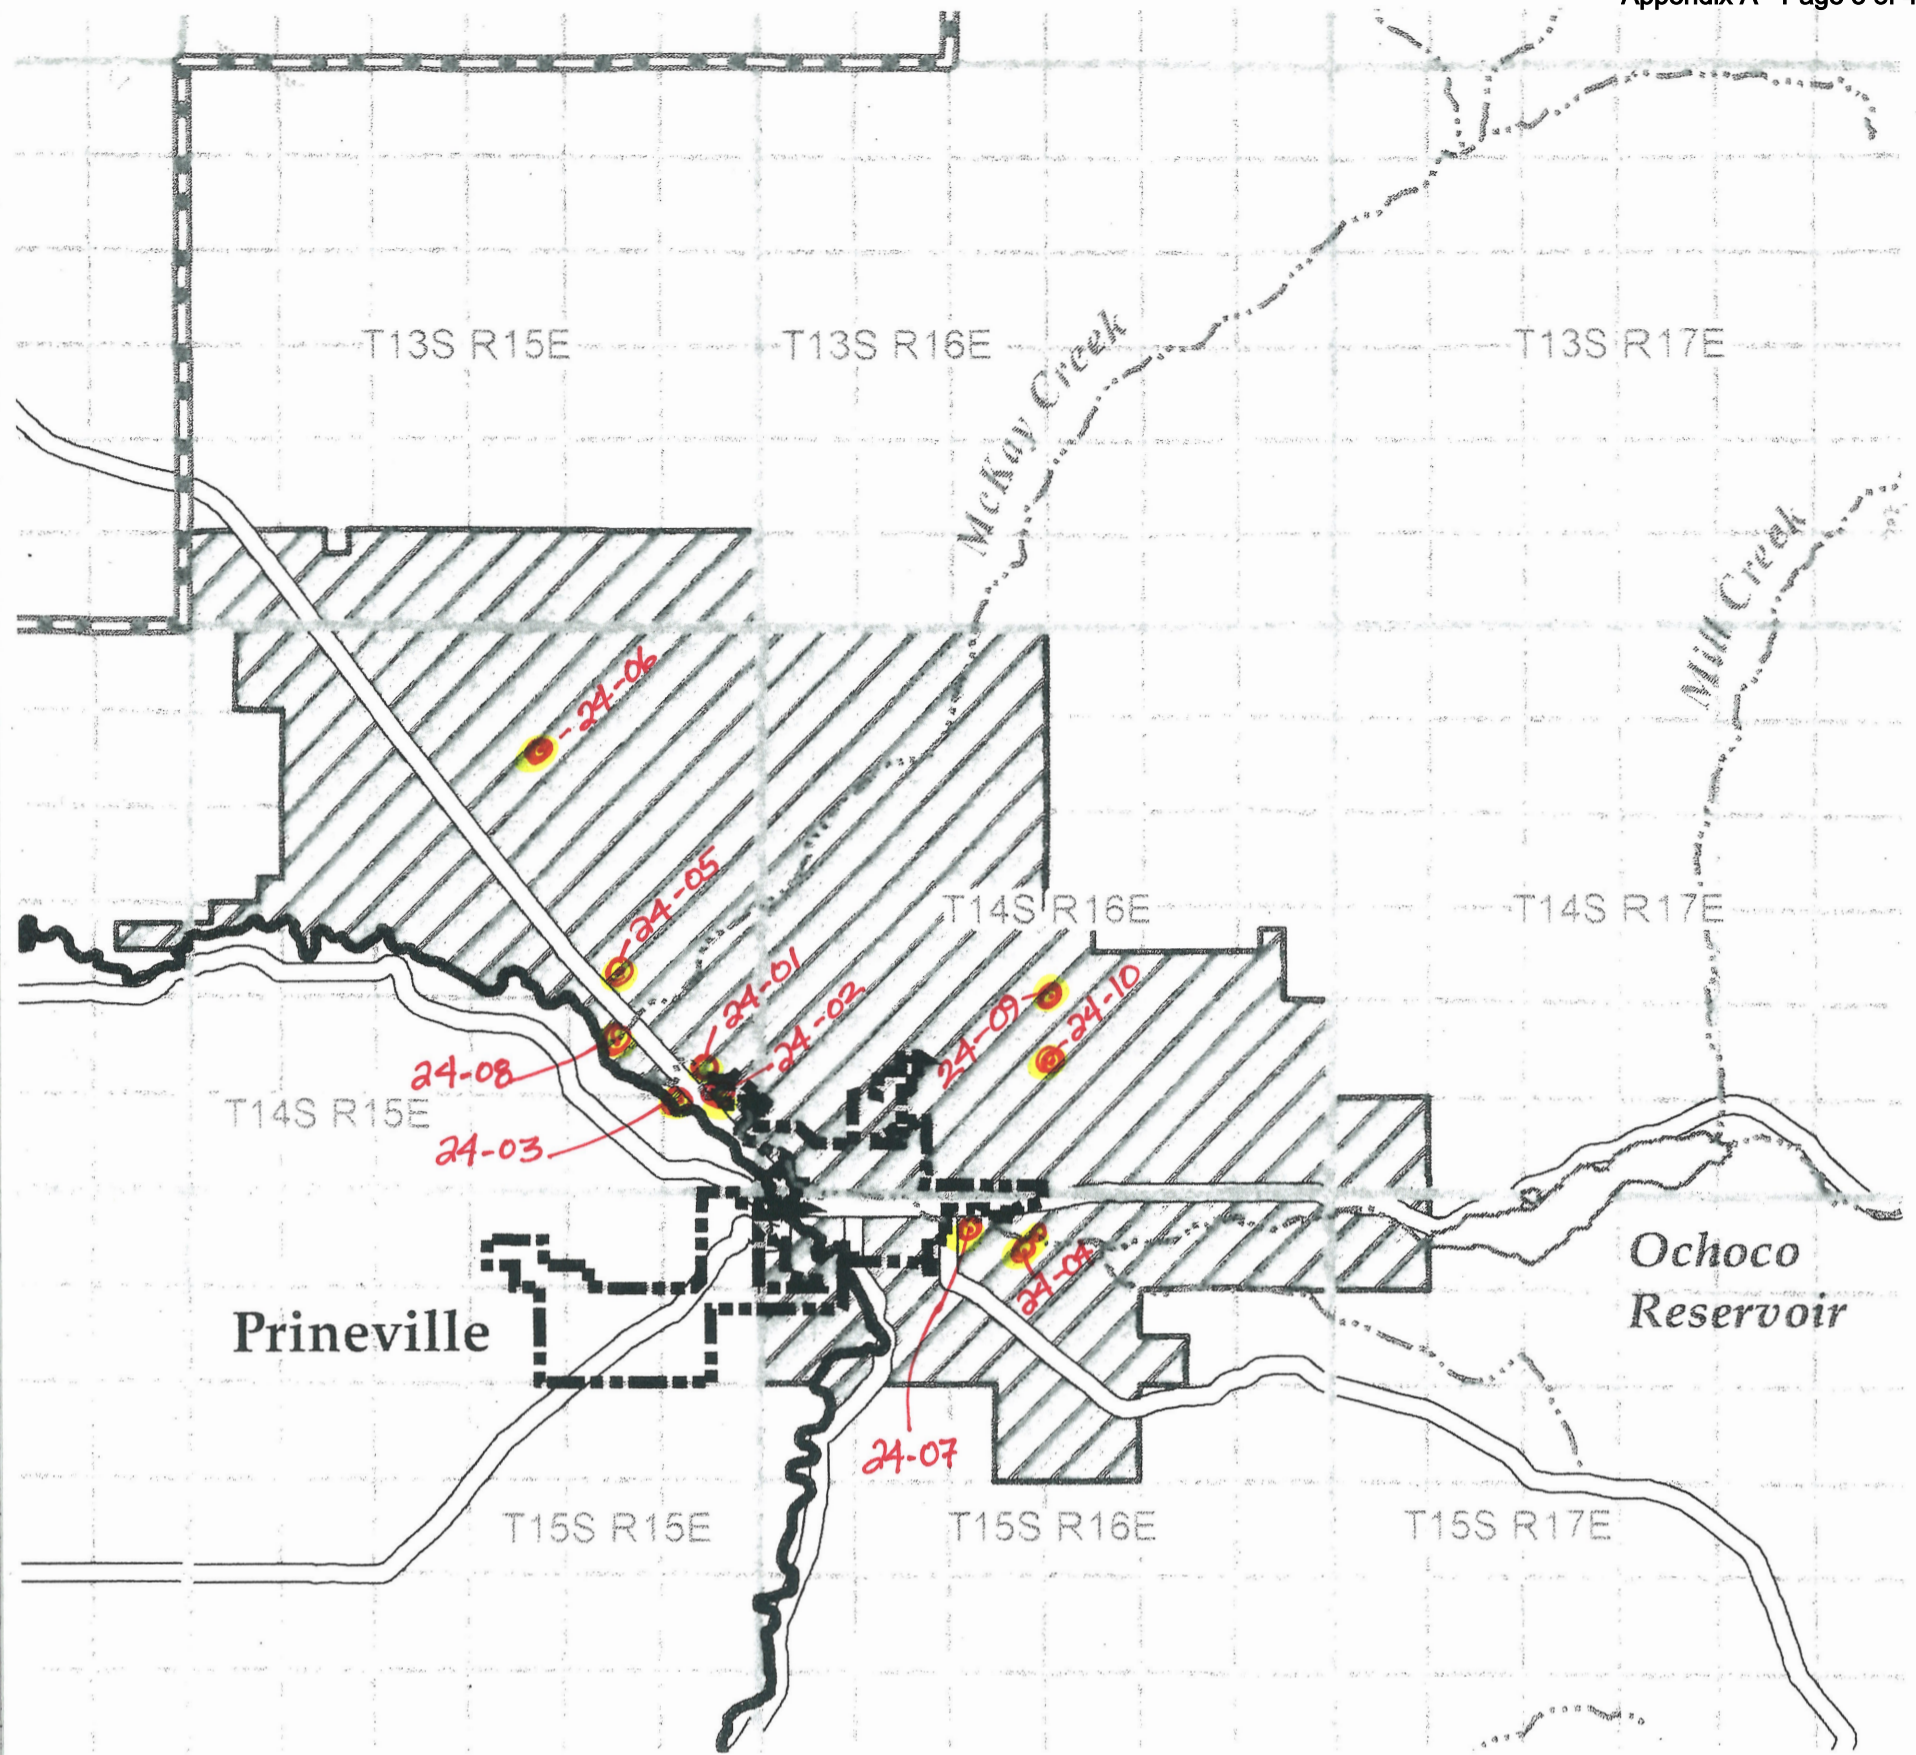 T13S R15E
T13S R16E
T13S R17E
McKay Creek
Mill Creek
24-06
24-05
T14S R16E
T14S R17E
24-01
24-02
24-09
24-10
24-08
T14S R15E
24-03
24-04
Ochoco
Reservoir
Prineville
24-07
T15S R15E
T15S R16E
T15S R17E